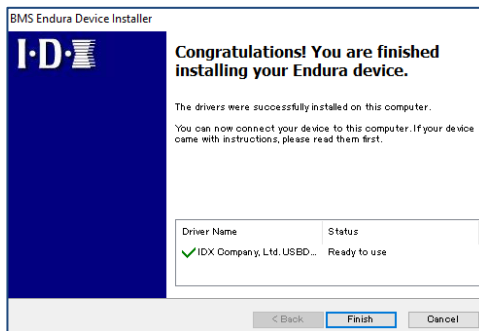 BMS Endura Device Installer
I·D·X
Congratulations! You are finished
installing your Endura device.
The drivers were successfully installed on this computer.
You can now connect your device to this computer. If your device
came with instructions, please read them first.
Driver Name Status
IDX Company, Ltd. USBD... Ready to use
< Back Finish Cancel